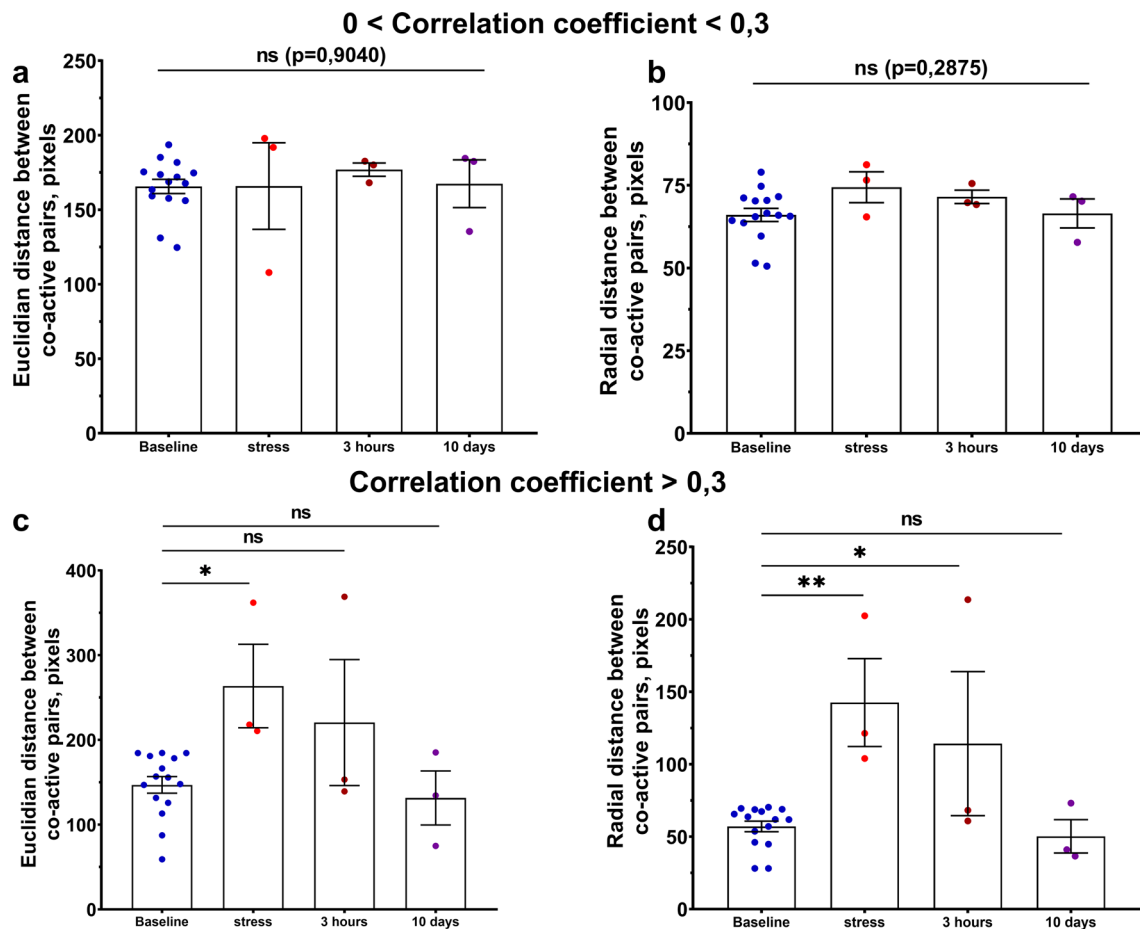 0 < Correlation coefficient < 0,3
a
ns (p=0,9040)
Euclidian distance between
co-active pairs, pixels
250
200
150
100
50
0
Baseline
stress
3 hours
10 days
b
ns (p=0,2875)
Radial distance between
co-active pairs, pixels
100
75
50
25
0
Baseline
stress
3 hours
10 days
Correlation coefficient > 0,3
c
ns
ns
*
Euclidian distance between
co-active pairs, pixels
400
300
200
100
0
Baseline
stress
3 hours
10 days
d
ns
*
**
Radial distance between
co-active pairs, pixels
250
200
150
100
50
0
Baseline
stress
3 hours
10 days